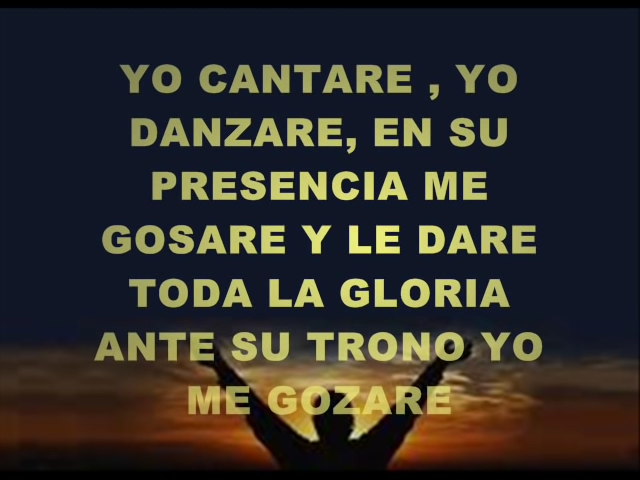 YO CANTARE , YO
DANZARE, EN SU
PRESENCIA ME
GOSARE Y LE DARE
TODA LA GLORIA
ANTE SU TRONO YO
ME GOZARE